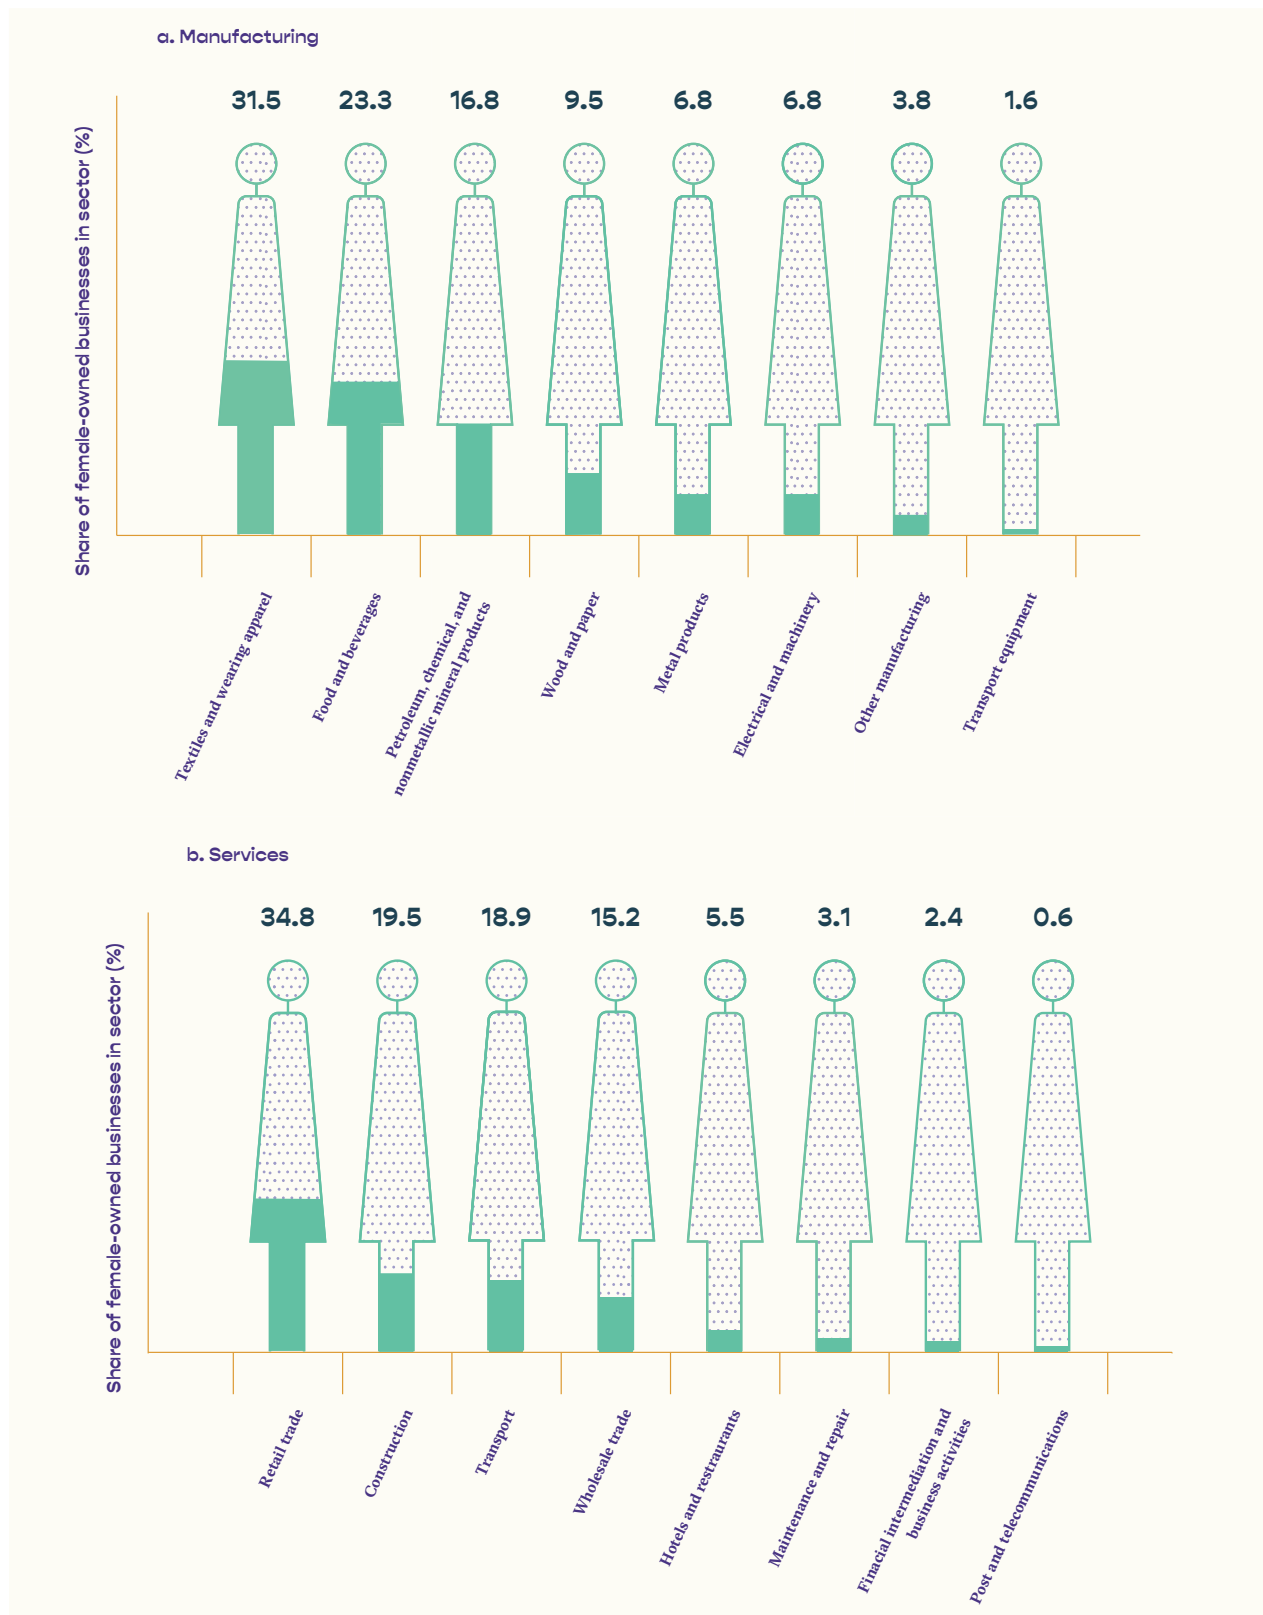 a. Manufacturing
Share of female-owned businesses in sector (%)
31.5
23.3
16.8
9.5
6.8
6.8
3.8
1.6
Textiles and wearing apparel
Food and beverages
Petroleum, chemical, and
nonmetallic mineral products
Wood and paper
Metal products
Electrical and machinery
Other manufacturing
Transport equipment
b. Services
Share of female-owned businesses in sector (%)
34.8
19.5
18.9
15.2
5.5
3.1
2.4
0.6
Retail trade
Construction
Transport
Wholesale trade
Hotels and restraurants
Maintenance and repair
Finacial intermediation and
business activities
Post and telecommunications